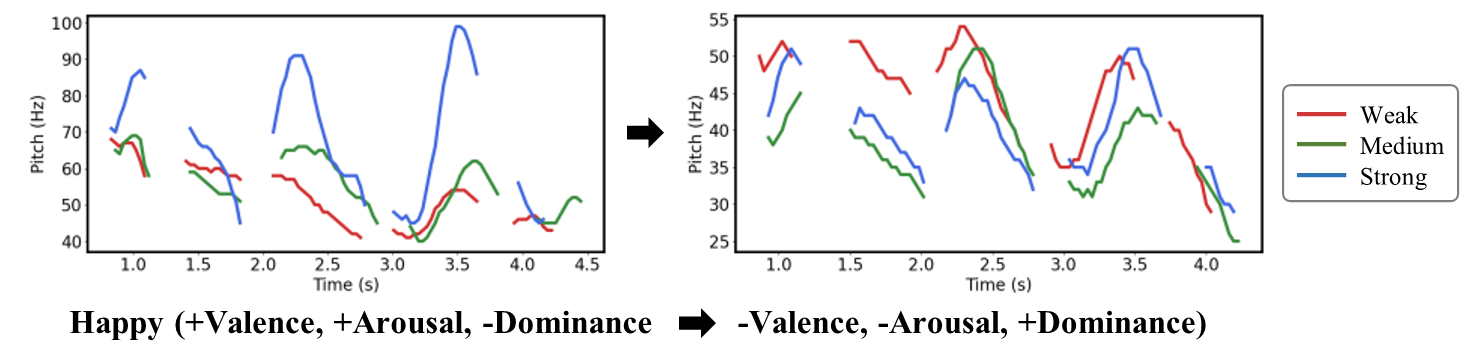 100
90
80
70
60
50
40
Pitch (Hz)
1.0 1.5 2.0 2.5 3.0 3.5 4.0 4.5
Time (s)
55
50
45
40
35
30
25
Pitch (Hz)
1.0 1.5 2.0 2.5 3.0 3.5 4.0
Time (s)
Weak
Medium
Strong
Happy (+Valence, +Arousal, -Dominance ➡ -Valence, -Arousal, +Dominance)